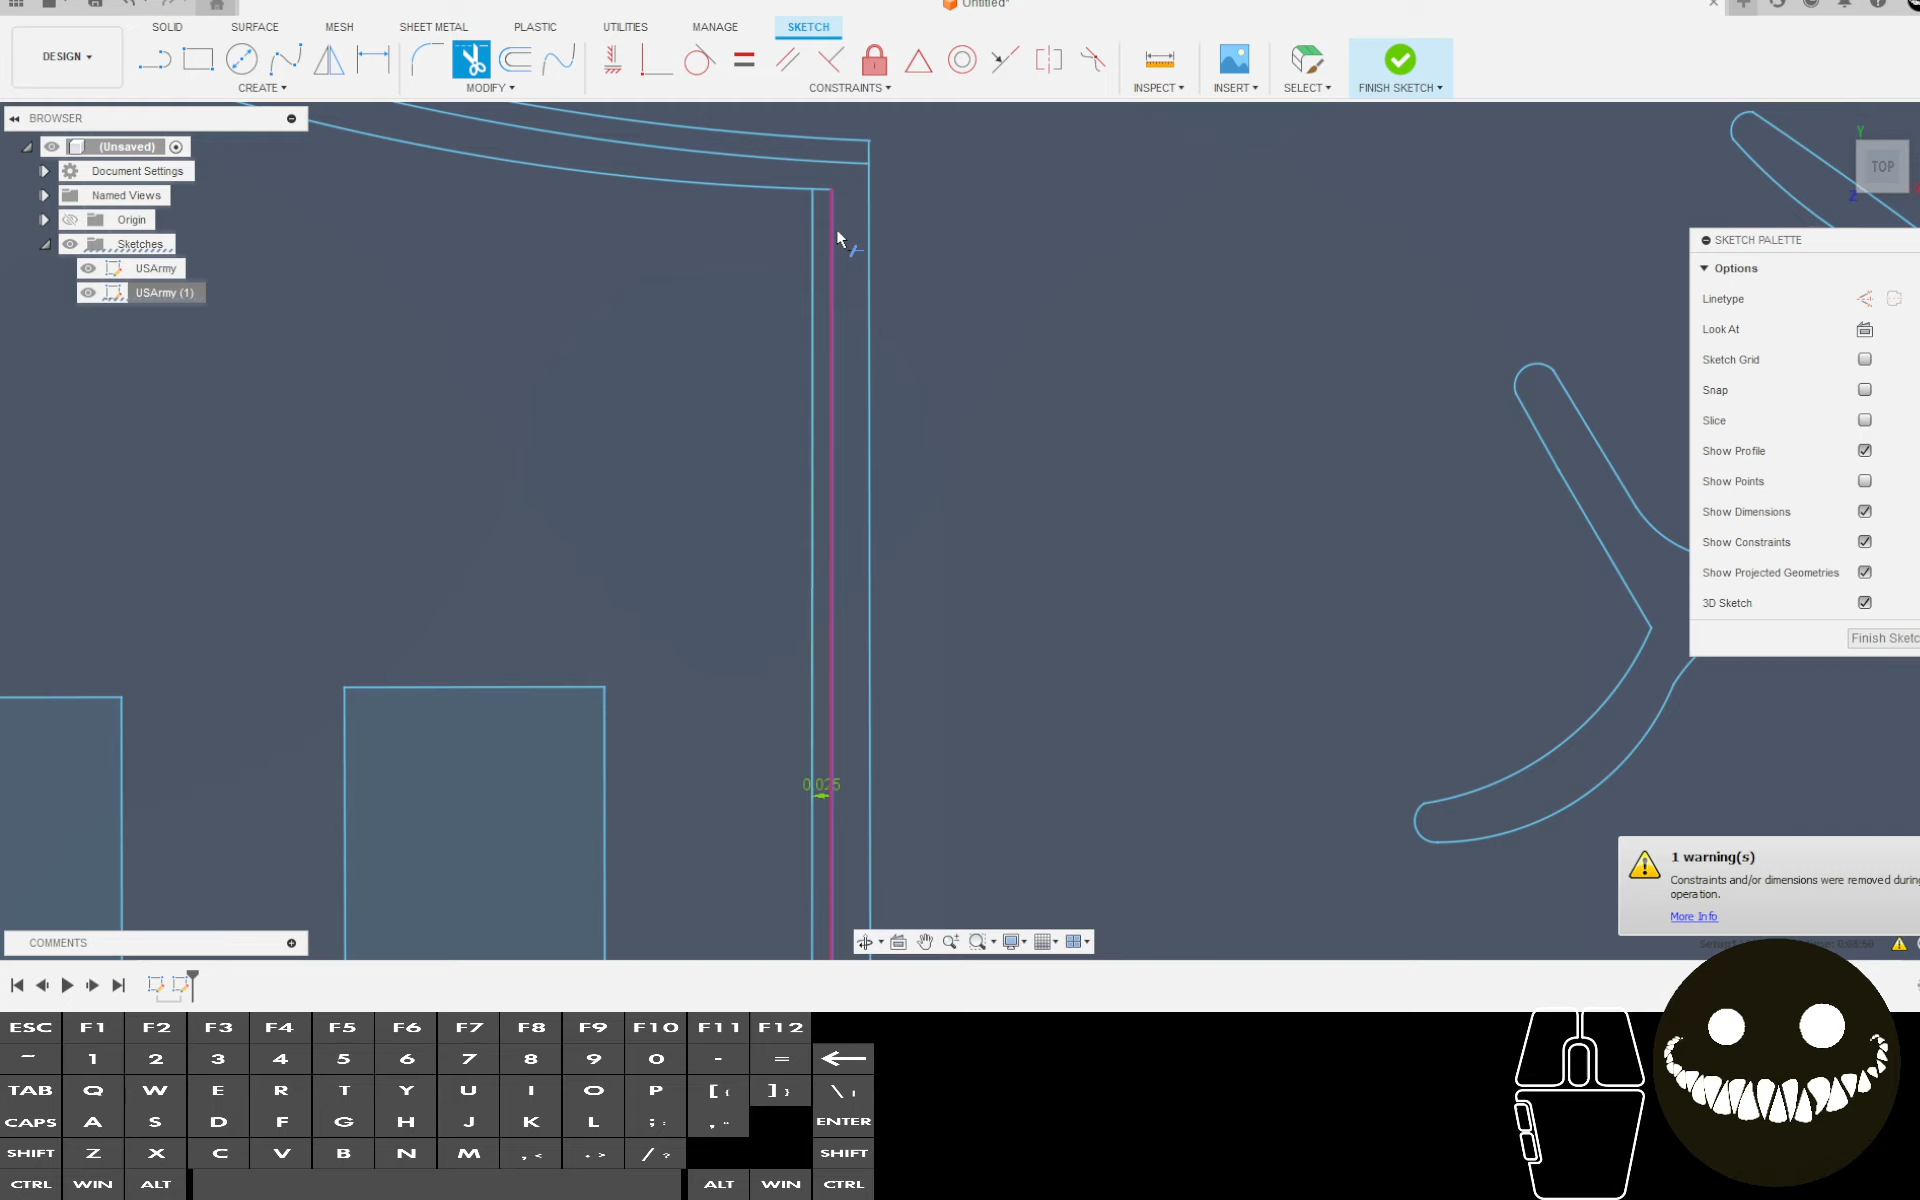 Untitled*
SOLID SURFACE MESH SHEET METAL PLASTIC UTILITIES MANAGE SKETCH
DESIGN ▾
CREATE ▾ MODIFY ▾ CONSTRAINTS ▾ INSPECT ▾ INSERT ▾ SELECT ▾ FINISH SKETCH ▾
BROWSER
(Unsaved)
Document Settings
Named Views
Origin
Sketches
USArmy
USArmy (1)
Y
TOP
Z
SKETCH PALETTE
Options
Linetype
Look At
Sketch Grid
Snap
Slice
Show Profile
Show Points
Show Dimensions
Show Constraints
Show Projected Geometries
3D Sketch
Finish Sketc
0.025
1 warning(s)
Constraints and/or dimensions were removed during
operation.
More Info
COMMENTS
ESC F1 F2 F3 F4 F5 F6 F7 F8 F9 F10 F11 F12
~ 1 2 3 4 5 6 7 8 9 0 - =
TAB Q W E R T Y U I O P [ { ] } \ |
CAPS A S D F G H J K L ; : , " ENTER
SHIFT Z X C V B N M , < . > / ? SHIFT
CTRL WIN ALT ALT WIN CTRL